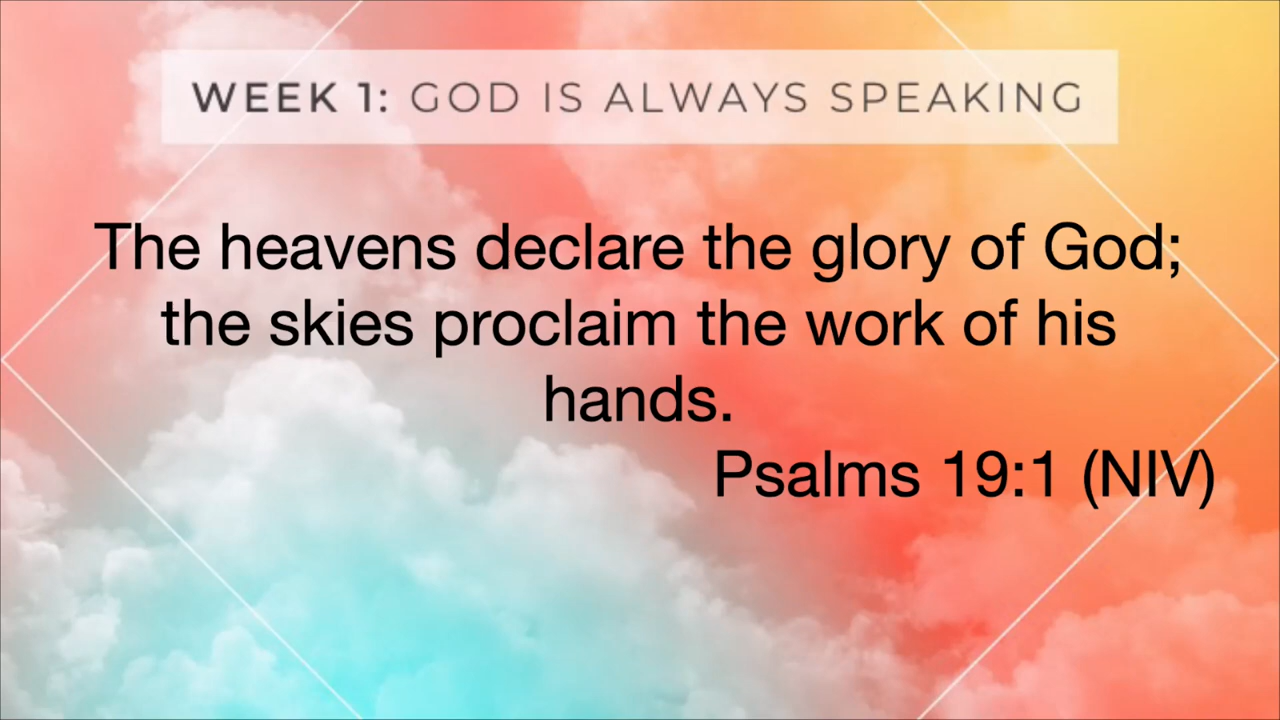 WEEK 1: GOD IS ALWAYS SPEAKING
The heavens declare the glory of God;
the skies proclaim the work of his
hands.
Psalms 19:1 (NIV)